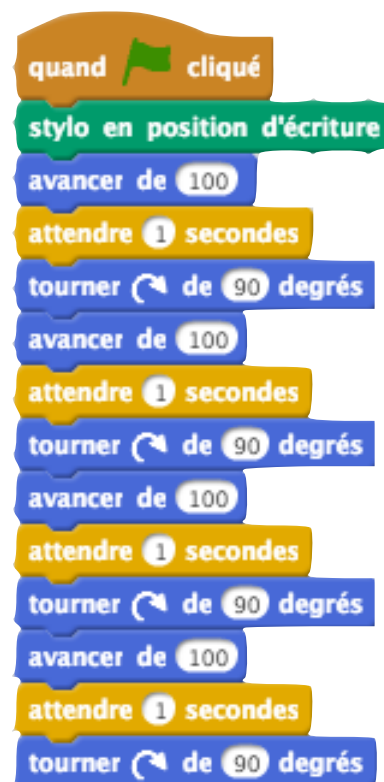 quand cliqué
stylo en position d'écriture
avancer de 100
attendre 1 secondes
tourner de 90 degrés
avancer de 100
attendre 1 secondes
tourner de 90 degrés
avancer de 100
attendre 1 secondes
tourner de 90 degrés
avancer de 100
attendre 1 secondes
tourner de 90 degrés